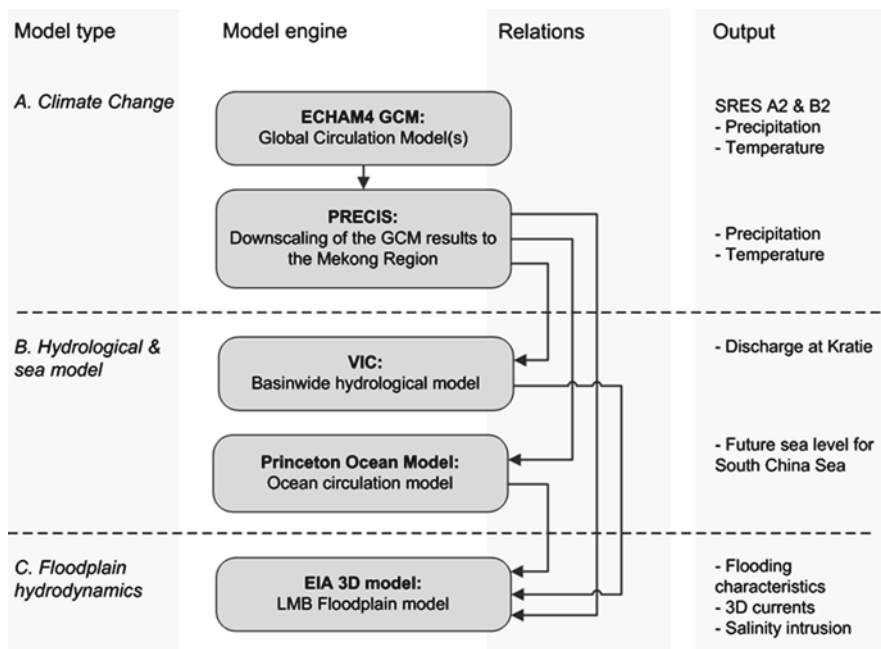 Model type
Model engine
Relations
Output
A. Climate Change
ECHAM4 GCM:
Global Circulation Model(s)
SRES A2 & B2
- Precipitation
- Temperature
PRECIS:
Downscaling of the GCM results to
the Mekong Region
- Precipitation
- Temperature
B. Hydrological &
sea model
VIC:
Basinwide hydrological model
- Discharge at Kratie
Princeton Ocean Model:
Ocean circulation model
- Future sea level for
South China Sea
C. Floodplain
hydrodynamics
EIA 3D model:
LMB Floodplain model
- Flooding
characteristics
- 3D currents
- Salinity intrusion